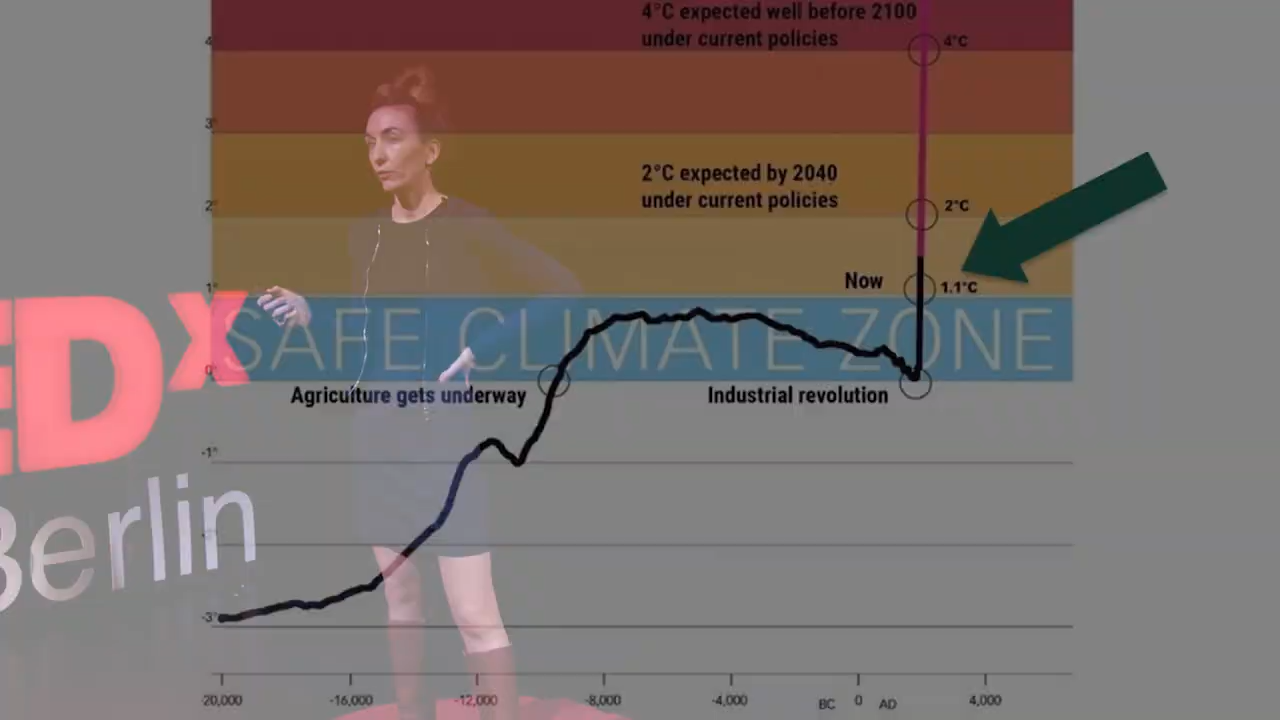 4°C expected well before 2100
under current policies
4°C
4°
3°
2°C expected by 2040
under current policies
2°
2°C
Now
1.1°C
1°
SAFE CLIMATE ZONE
0°
Agriculture gets underway
Industrial revolution
-1°
-2°
-3°
20,000
-16,000
-12,000
-8,000
-4,000
BC
0
AD
4,000
EDx
Berlin